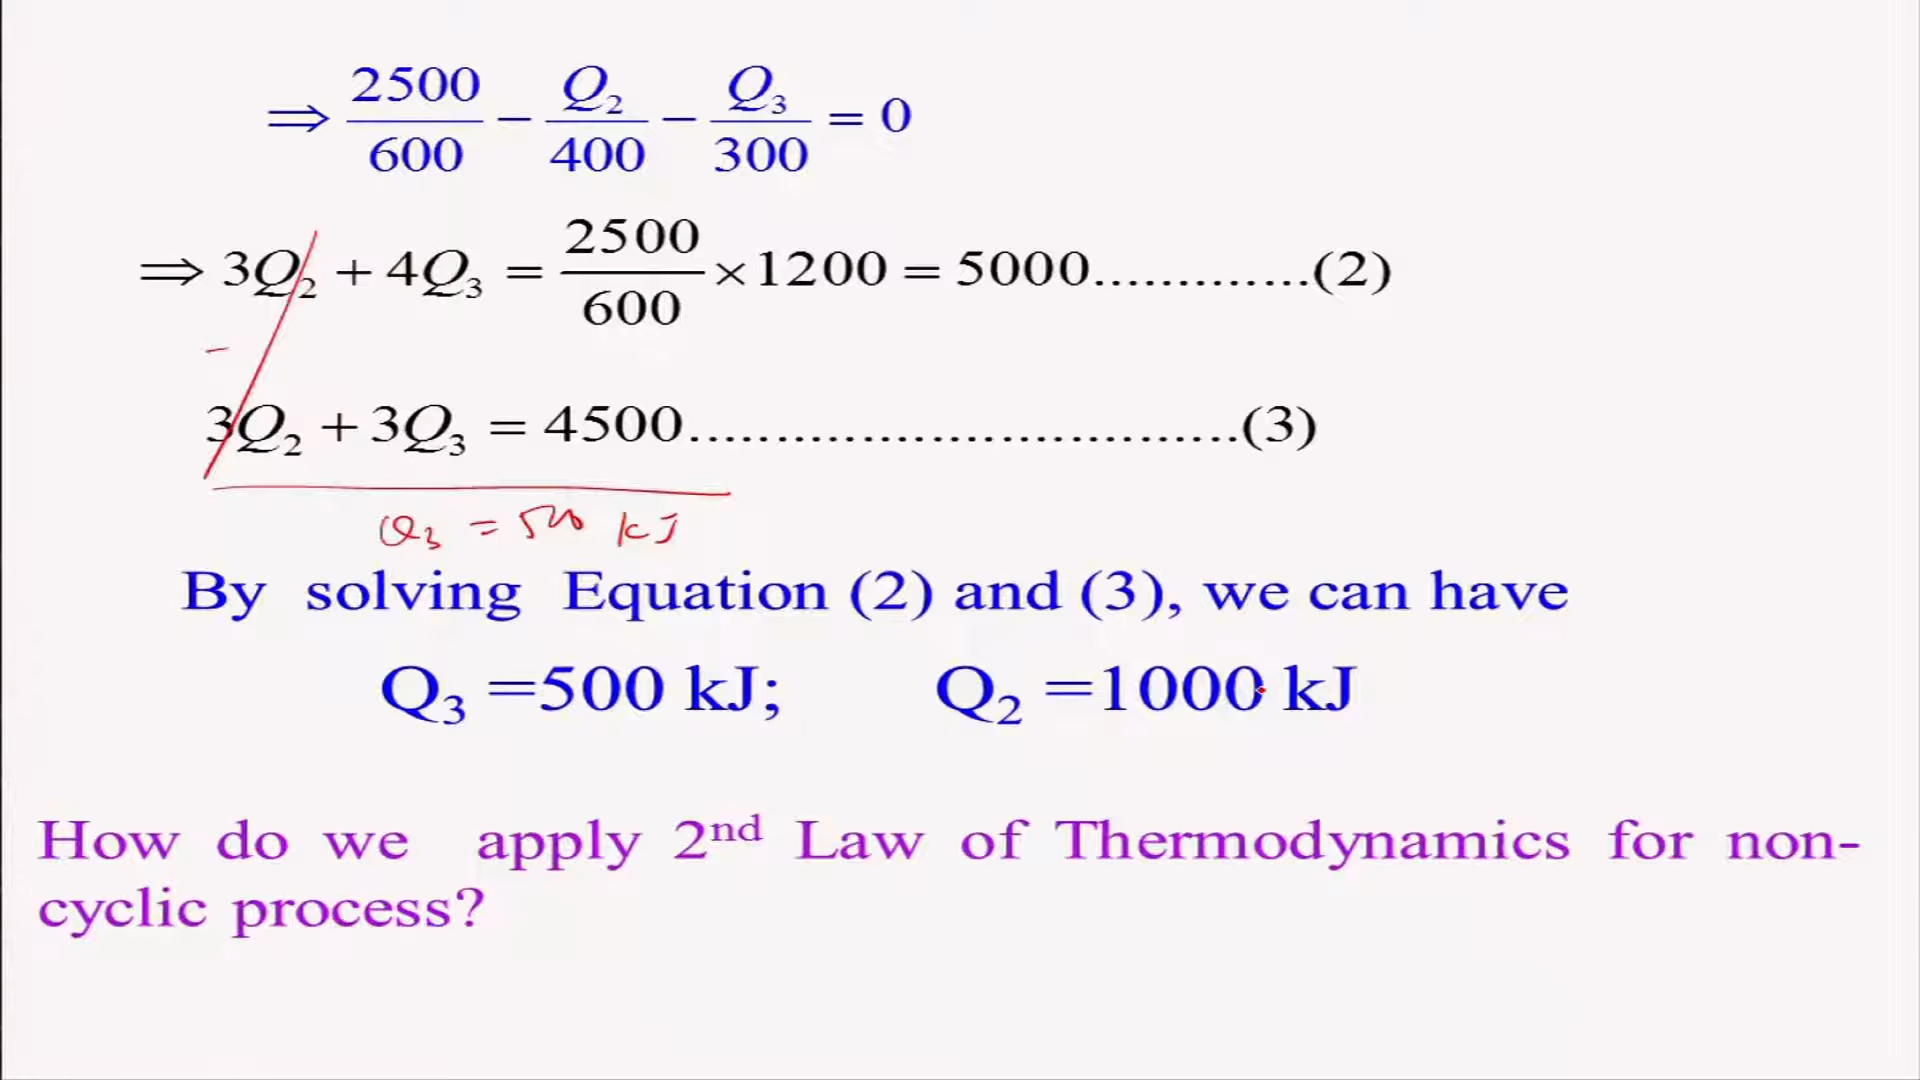 ⇒ 2500/600 − Q₂/400 − Q₃/300 = 0
⇒ 3Q₂ + 4Q₃ = 2500/600 × 1200 = 5000.............(2)
−
3Q₂ + 3Q₃ = 4500................................(3)
Q₃ = 500 kJ
By solving Equation (2) and (3), we can have
Q₃ =500 kJ; Q₂ =1000 kJ
How do we apply 2ⁿᵈ Law of Thermodynamics for non-
cyclic process?